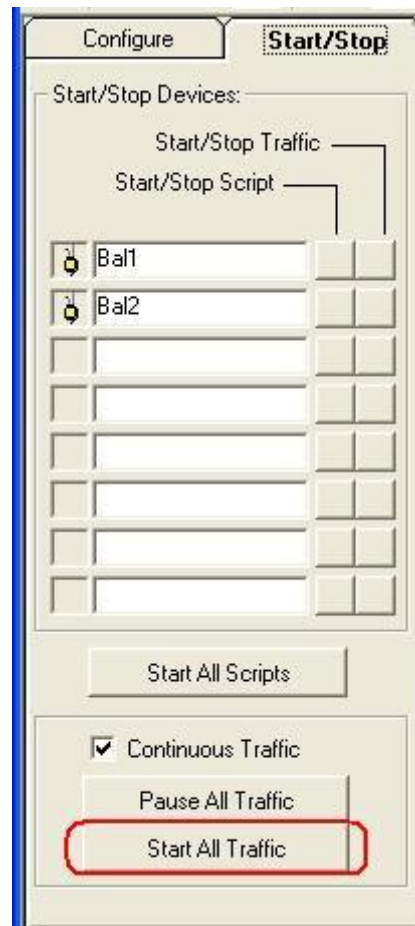 Configure
Start/Stop
Start/Stop Devices:
Start/Stop Traffic
Start/Stop Script
Bal1
Bal2
Start All Scripts
Continuous Traffic
Pause All Traffic
Start All Traffic